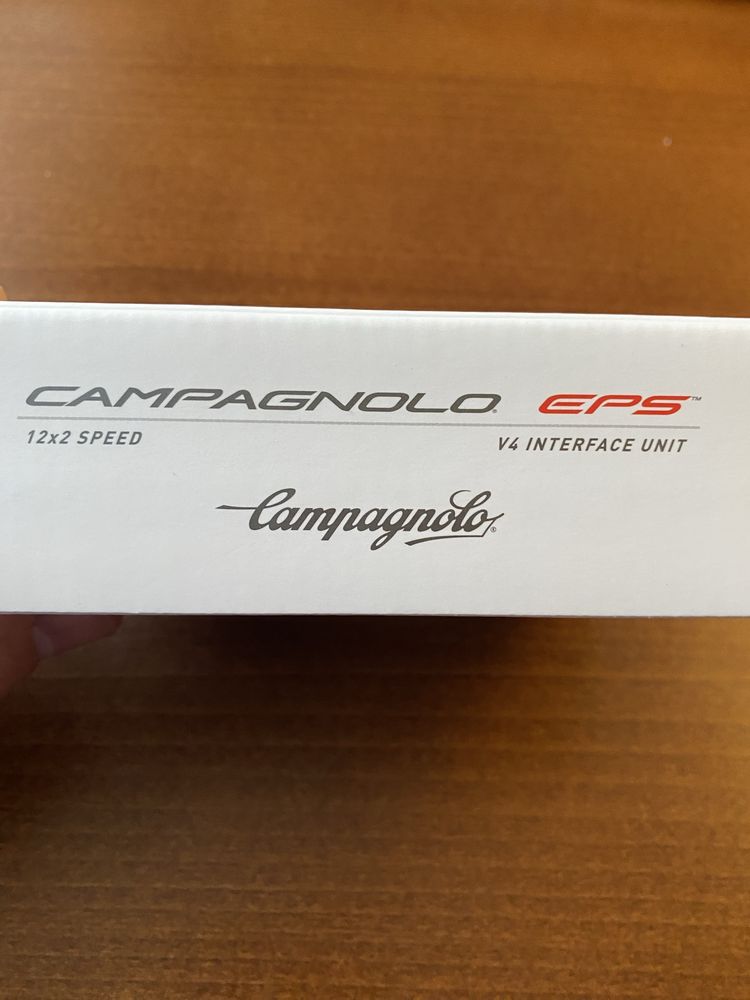 CAMPAGNOLO® EPS™
12x2 SPEED V4 INTERFACE UNIT
Campagnolo®